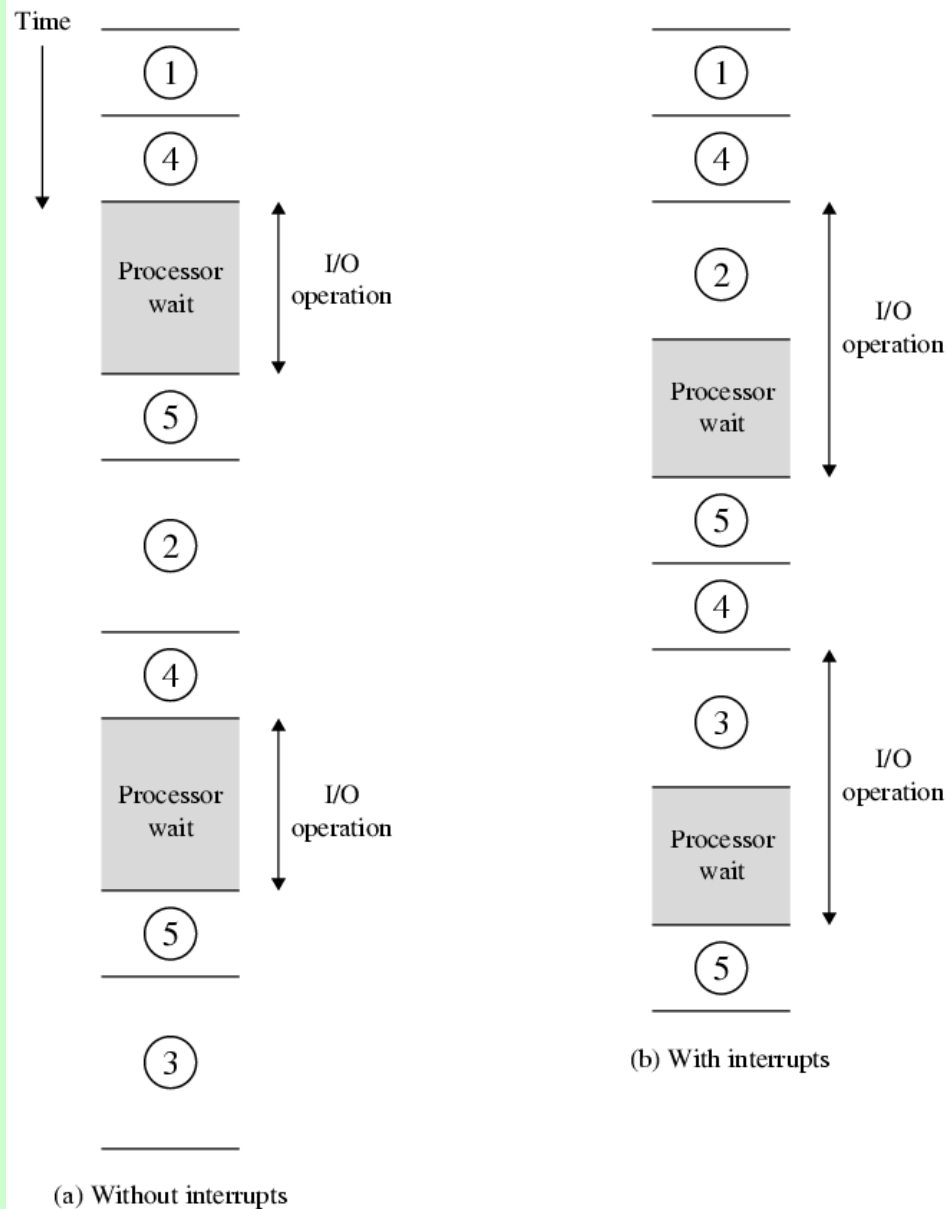 Time
1
4
Processor
wait
I/O
operation
5
2
4
Processor
wait
I/O
operation
5
3
(a) Without interrupts
1
4
2
I/O
operation
Processor
wait
5
4
3
I/O
operation
Processor
wait
5
(b) With interrupts